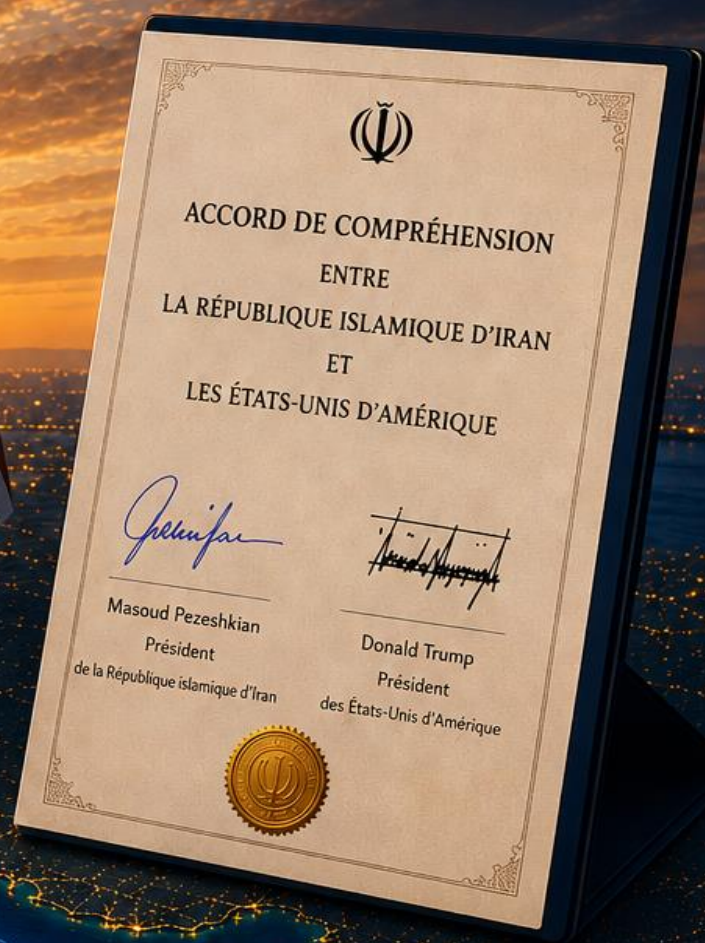 ACCORD DE COMPRÉHENSION
ENTRE
LA RÉPUBLIQUE ISLAMIQUE D'IRAN
ET
LES ÉTATS-UNIS D'AMÉRIQUE
Masoud Pezeshkian
Président
de la République islamique d'Iran
Donald Trump
Président
des États-Unis d'Amérique